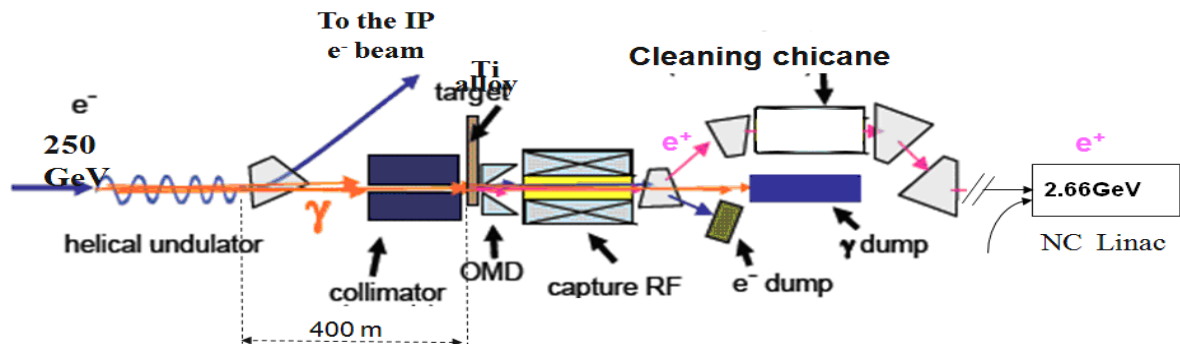 To the IP
e- beam
Cleaning chicane
Ti
alloy
target
e−
250
GeV
e+
e+
2.66GeV
γ
helical undulator
collimator
OMD
capture RF
e− dump
γ dump
NC Linac
400 m